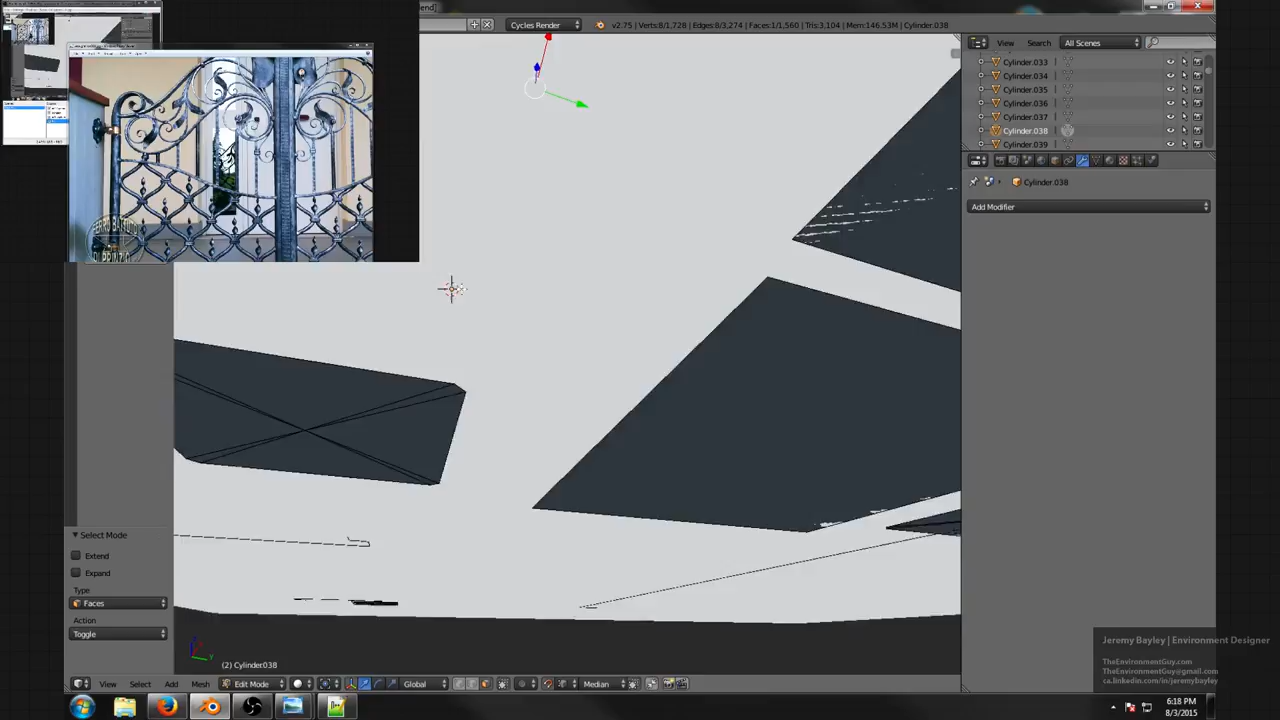 end]
Cycles Render
v2.75 | Verts:8/1,728 | Edges:8/3,274 | Faces:1/1,560 | Tris:3,104 | Mem:146.53M | Cylinder.038
View Search All Scenes
Cylinder.033
Cylinder.034
Cylinder.035
Cylinder.036
Cylinder.037
Cylinder.038
Cylinder.039
Cylinder.038
Add Modifier
FERRO BATTUTO
Select Mode
Extend
Expand
Type
Faces
Action
Toggle
(2) Cylinder.038
View Select Add Mesh Edit Mode Global Median
Jeremy Bayley | Environment Designer
TheEnvironmentGuy.com
TheEnvironmentGuy@gmail.com
ca.linkedin.com/in/jeremybayley
6:18 PM
8/3/2015